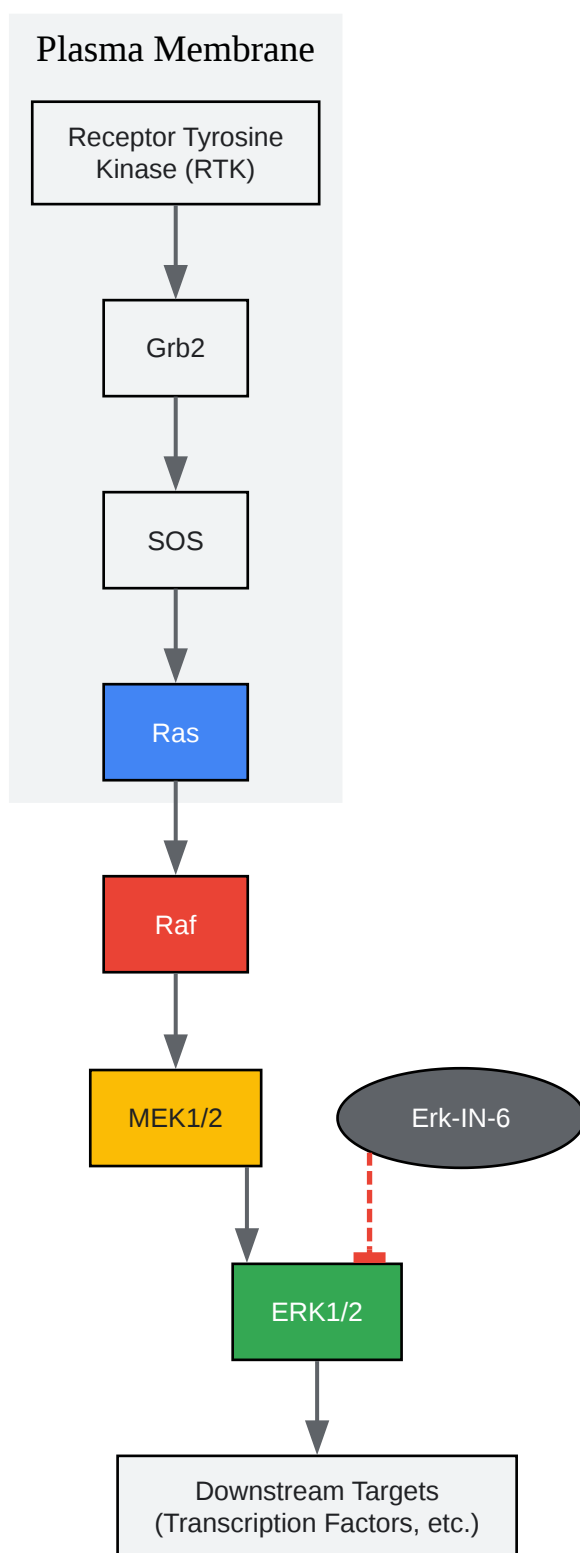 Plasma Membrane
Receptor Tyrosine
Kinase (RTK)
Grb2
SOS
Ras
Raf
MEK1/2
Erk-IN-6
ERK1/2
Downstream Targets
(Transcription Factors, etc.)